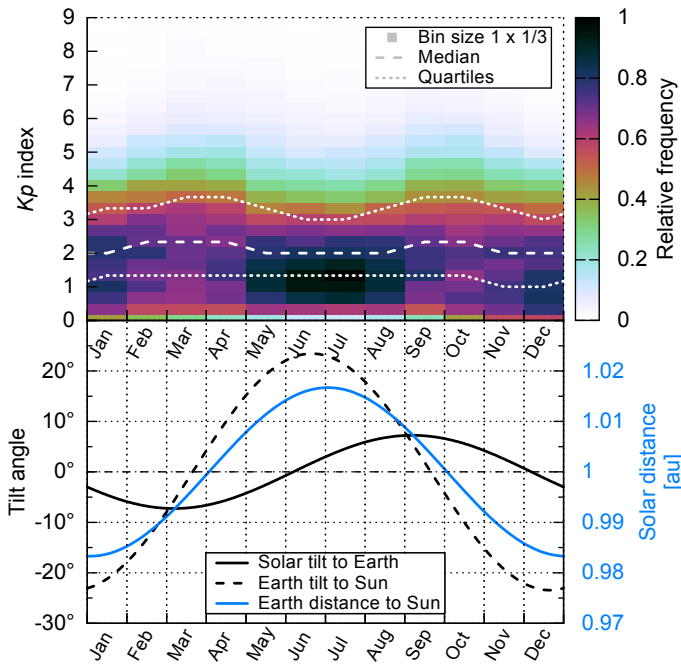 9
8
7
6
5
4
3
2
1
0
Kp index
Bin size 1 x 1/3
Median
Quartiles
1
0.8
0.6
0.4
0.2
0
Relative frequency
Jan
Feb
Mar
Apr
May
Jun
Jul
Aug
Sep
Oct
Nov
Dec
20°
10°
0°
-10°
-20°
-30°
Tilt angle
1.02
1.01
1
0.99
0.98
0.97
Solar distance
[au]
Solar tilt to Earth
Earth tilt to Sun
Earth distance to Sun
Jan
Feb
Mar
Apr
May
Jun
Jul
Aug
Sep
Oct
Nov
Dec